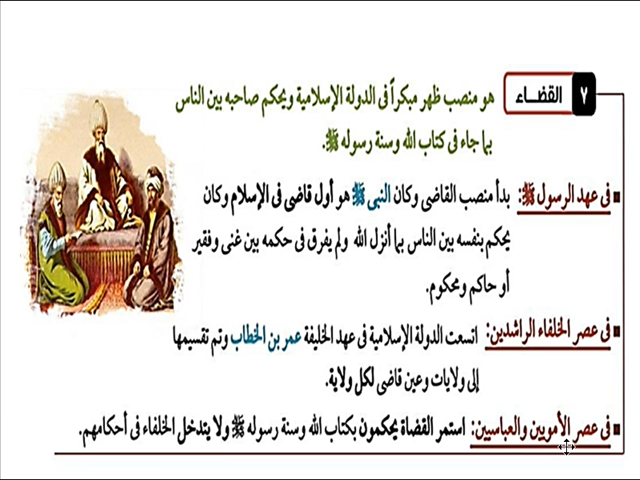 ٧ القضاء
هو منصب ظهر مبكراً فى الدولة الإسلامية ويحكم صاحبه بين الناس
بما جاء فى كتاب الله وسنة رسوله ﷺ.
▪ فى عهد الرسول ﷺ: بدأ منصب القاضى وكان النبى ﷺ هو أول قاضى فى الإسلام وكان
يحكم بنفسه بين الناس بما أنزل الله ولم يفرق فى حكمه بين غنى وفقير
أو حاكم ومحكوم.
▪ فى عصر الخلفاء الراشدين: اتسعت الدولة الإسلامية فى عهد الخليفة عمر بن الخطاب وتم تقسيمها
إلى ولايات وعين قاضى لكل ولاية.
▪ فى عصر الأمويين والعباسيين: استمر القضاة يحكمون بكتاب الله وسنة رسوله ﷺ ولا يتدخل الخلفاء فى أحكامهم.